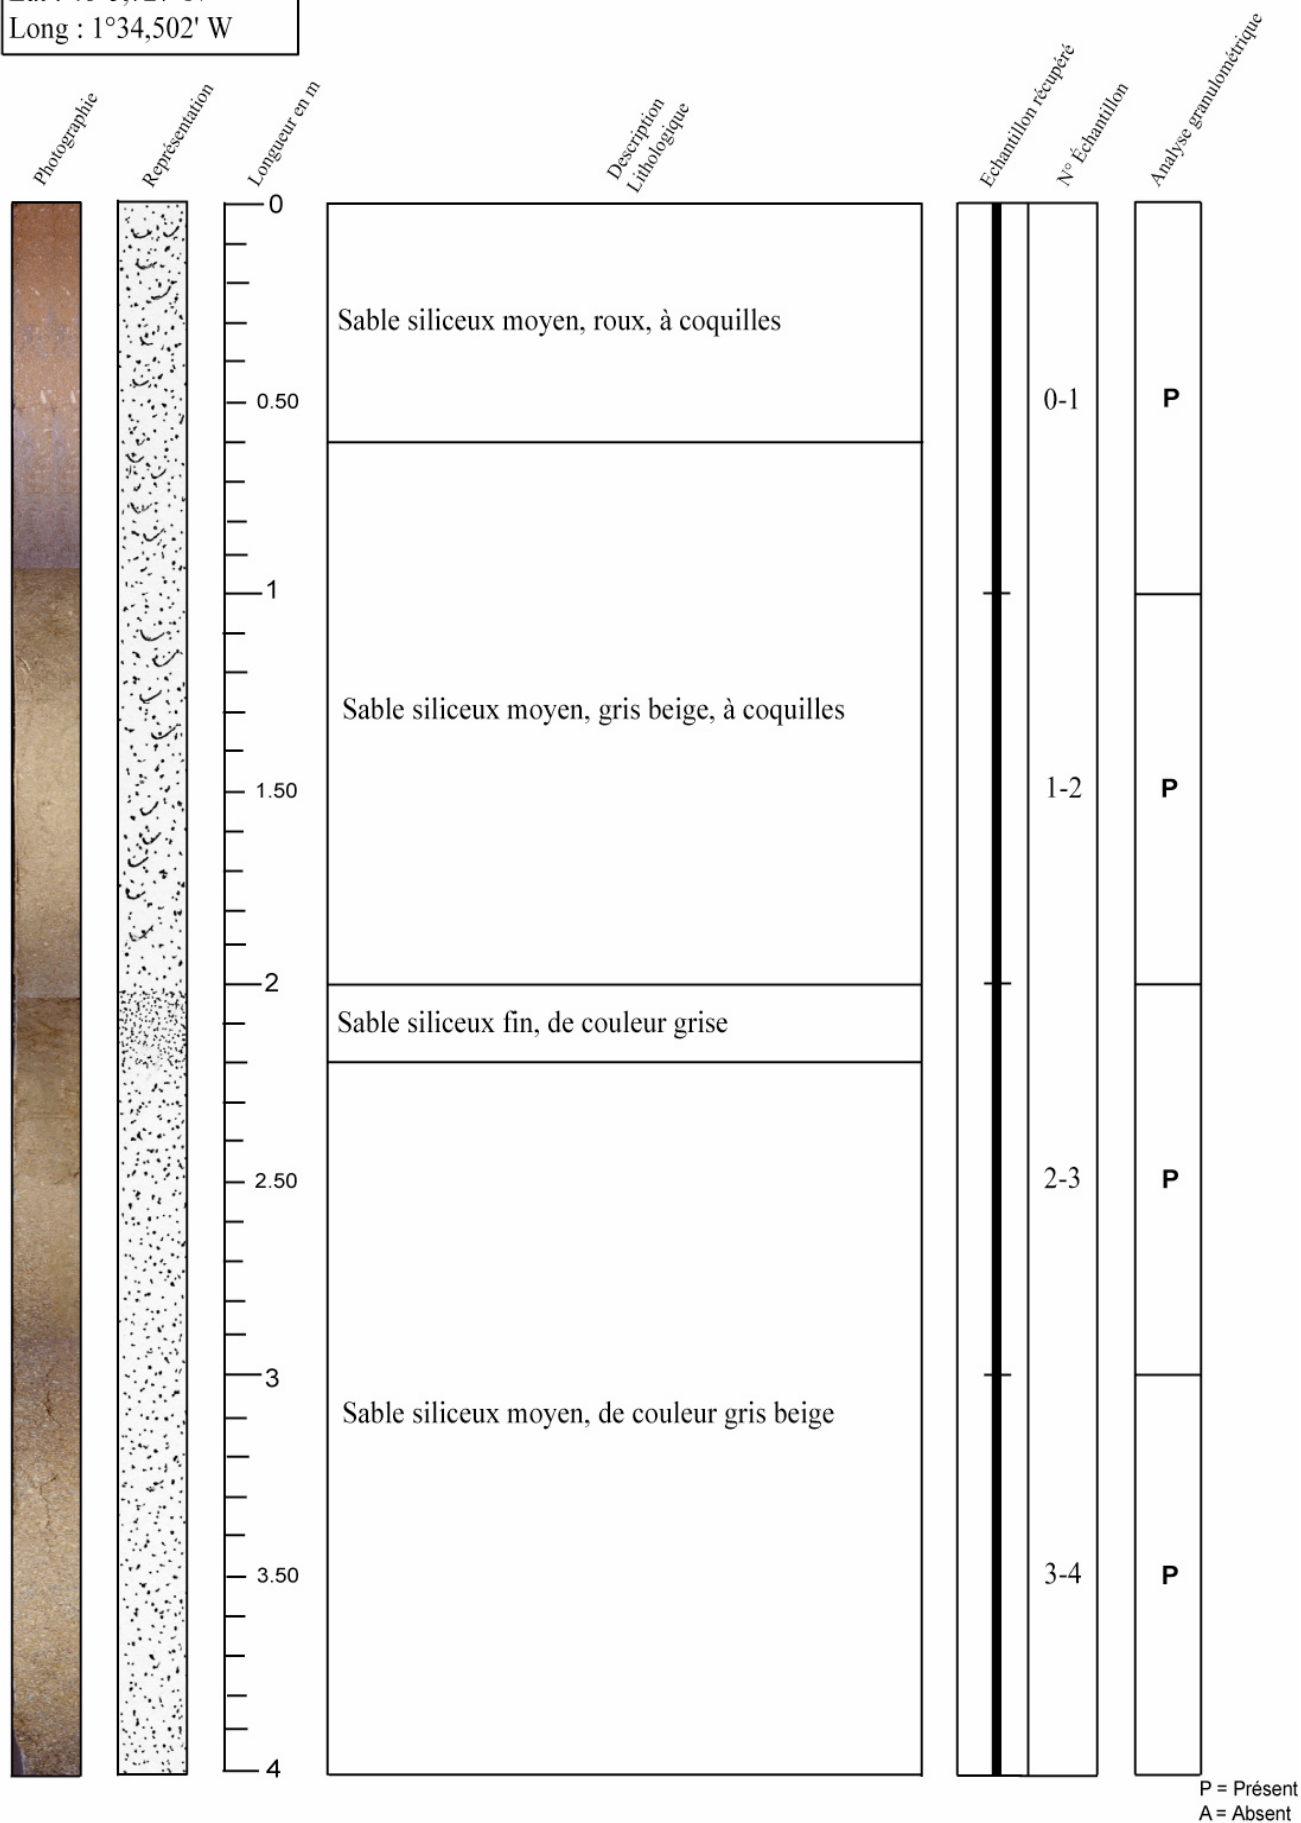 Long : 1°34,502' W
Photographie
Représentation
Longueur en m
Description
Lithologique
Echantillon récupéré
N° Échantillon
Analyse granulométrique
0
Sable siliceux moyen, roux, à coquilles
0.50
0-1
P
1
Sable siliceux moyen, gris beige, à coquilles
1.50
1-2
P
2
Sable siliceux fin, de couleur grise
2.50
2-3
P
3
Sable siliceux moyen, de couleur gris beige
3.50
3-4
P
4
P = Présent
A = Absent